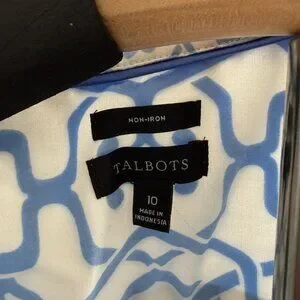 NON-IRON
TALBOTS
10
MADE IN
INDONESIA